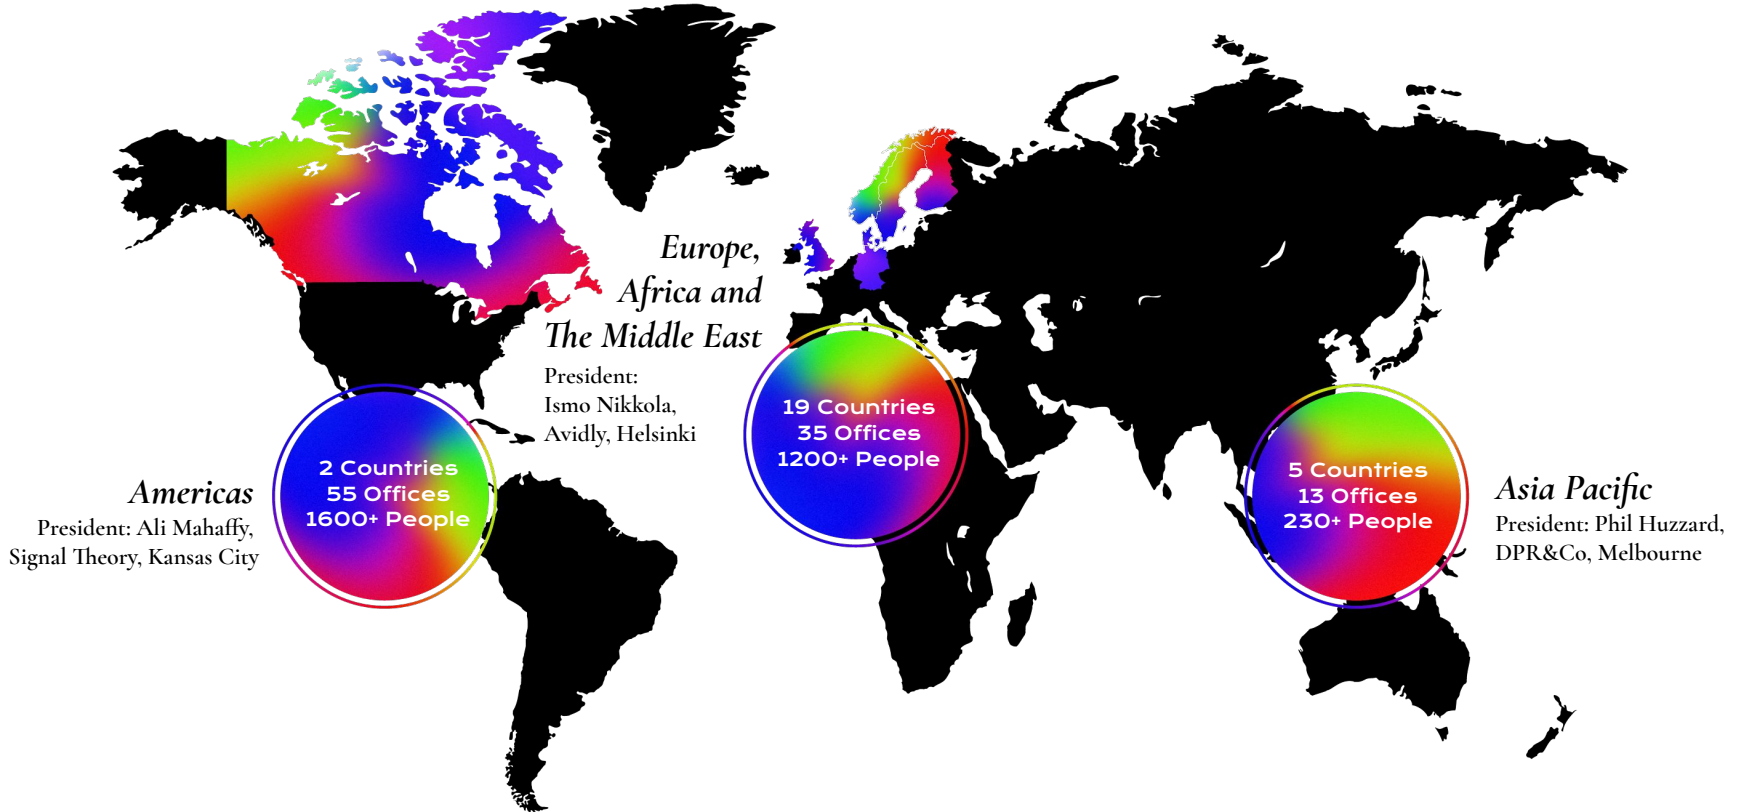 Europe,
Africa and
The Middle East
President:
Ismo Nikkola,
Avidly, Helsinki
19 Countries
35 Offices
1200+ People
Americas
President: Ali Mahaffy,
Signal Theory, Kansas City
2 Countries
55 Offices
1600+ People
5 Countries
13 Offices
230+ People
Asia Pacific
President: Phil Huzzard,
DPR&Co, Melbourne